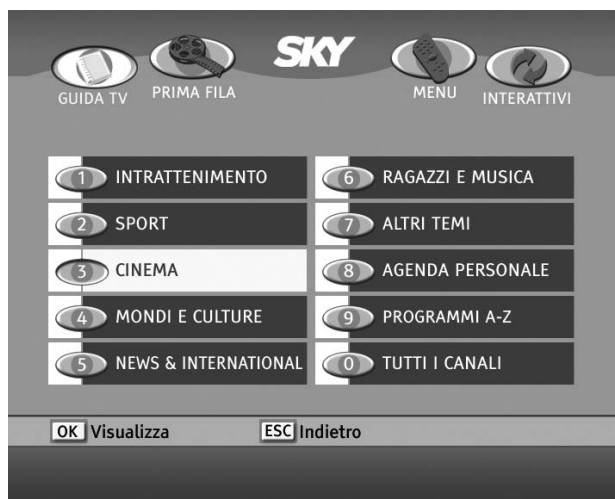 SKY
GUIDA TV
PRIMA FILA
MENU
INTERATTIVI
1 INTRATTENIMENTO
2 SPORT
3 CINEMA
4 MONDI E CULTURE
5 NEWS & INTERNATIONAL
6 RAGAZZI E MUSICA
7 ALTRI TEMI
8 AGENDA PERSONALE
9 PROGRAMMI A-Z
0 TUTTI I CANALI
OK Visualizza
ESC Indietro